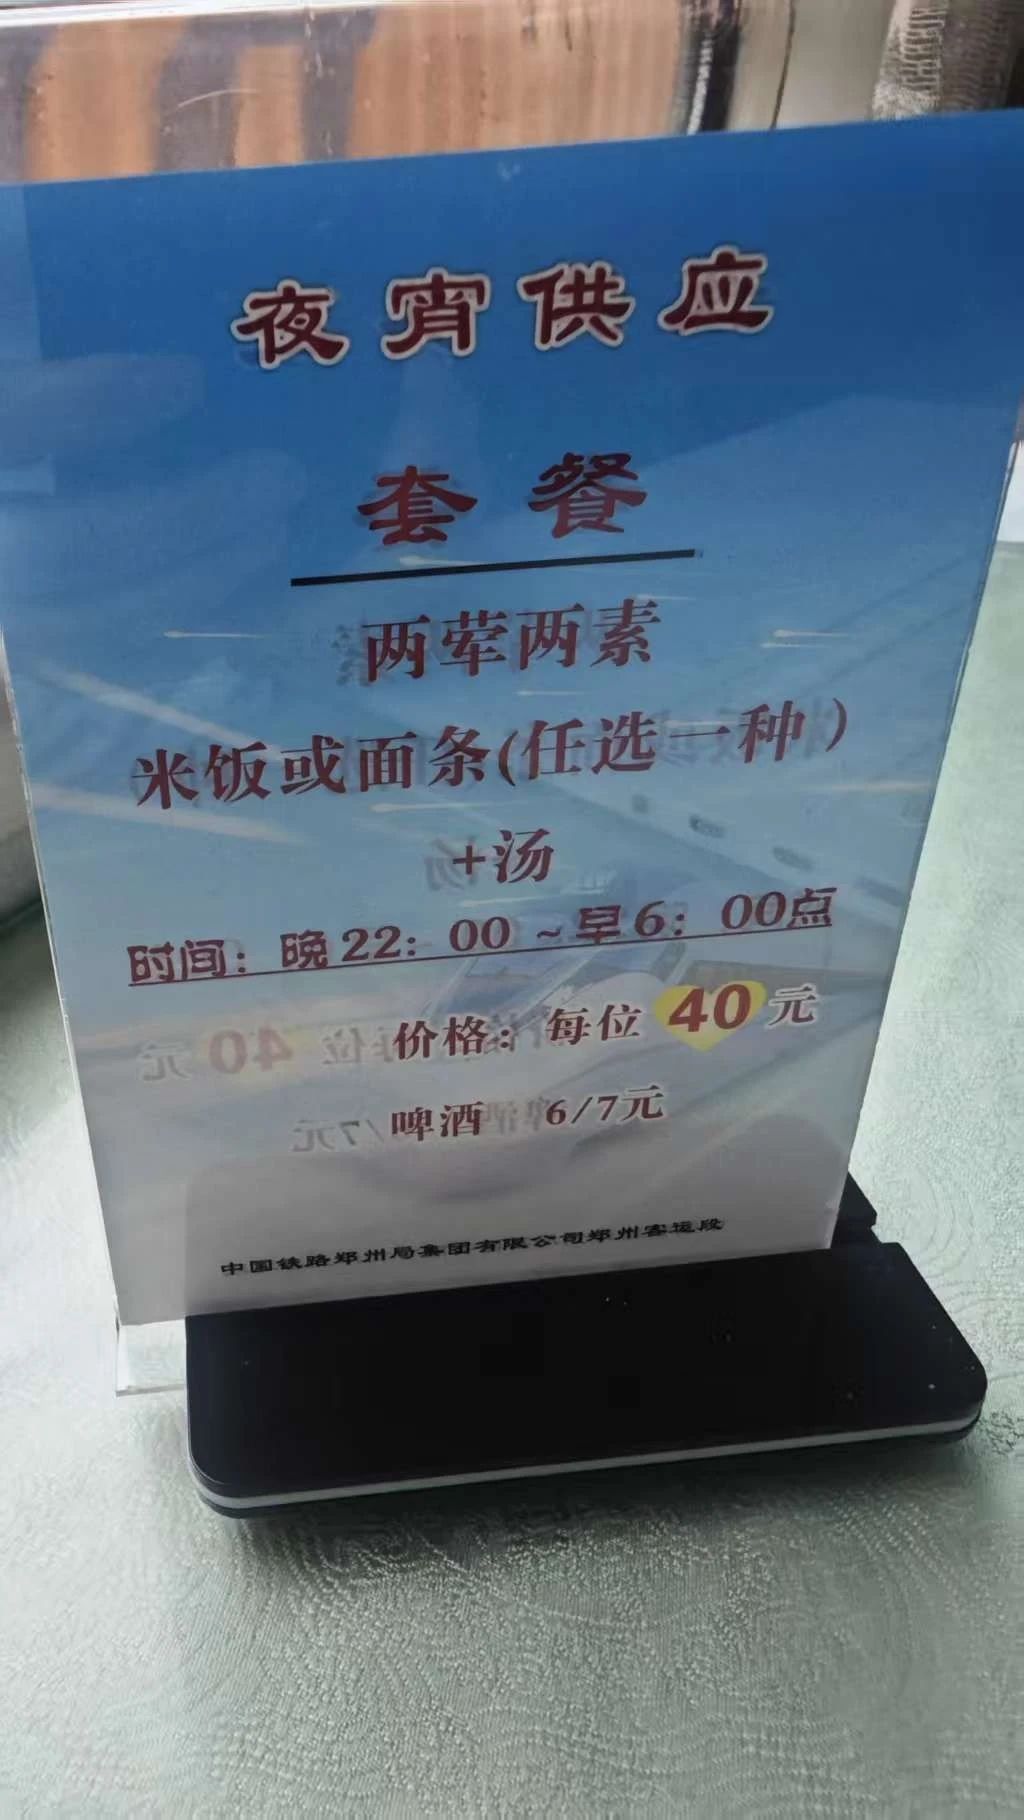 夜宵供应
套餐
两荤两素
米饭或面条(任选一种）
+汤
时间：晚22：00～早6：00点
价格：每位40元
啤酒 6/7元
中国铁路郑州局集团有限公司郑州客运段